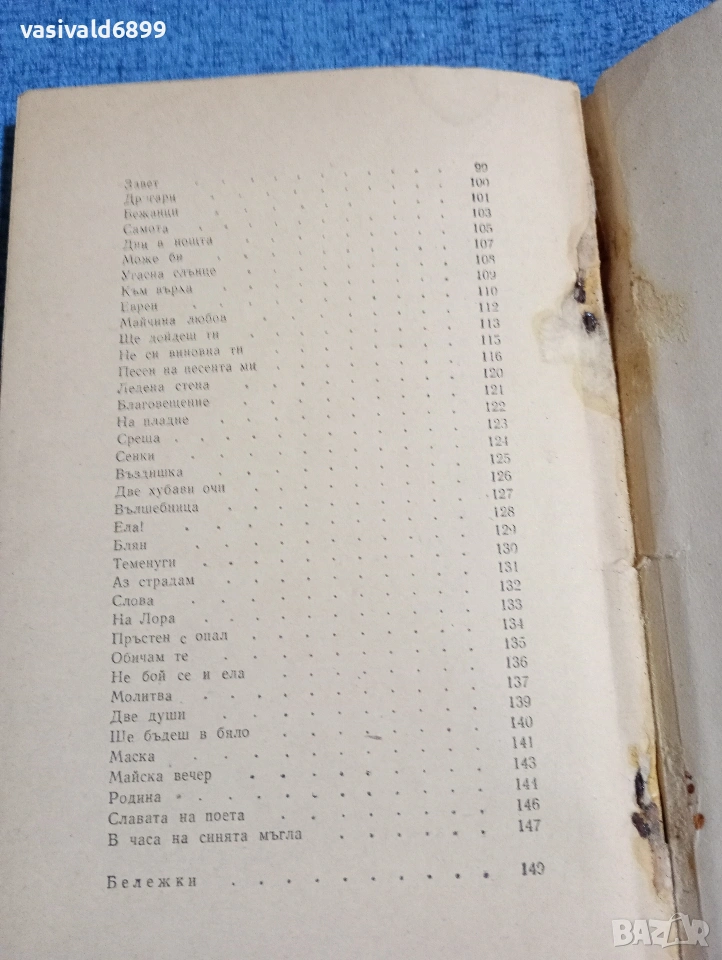 vasivald6899
Завет . . . . . . . 99
Другари . . . . . . . 100
Бежанци . . . . . . . 101
Самота . . . . . . . 103
Дни в нощта . . . . . . . 105
Може би . . . . . . . 107
Угасна слънце . . . . . . . 108
Към върха . . . . . . . 109
Евреи . . . . . . . 110
Майчина любов . . . . . . . 112
Ще дойдеш ти . . . . . . . 113
Не си виновна ти . . . . . . . 115
Песен на песента ми . . . . . . . 116
Ледена стена . . . . . . . 120
Благовещение . . . . . . . 121
На пладне . . . . . . . 122
Среща . . . . . . . 123
Сенки . . . . . . . 124
Въздишка . . . . . . . 125
Две хубави очи . . . . . . . 126
Вълшебница . . . . . . . 127
Ела! . . . . . . . 128
Блян . . . . . . . 129
Теменуги . . . . . . . 130
Аз страдам . . . . . . . 131
Слова . . . . . . . 132
На Лора . . . . . . . 133
Пръстен с опал . . . . . . . 134
Обичам те . . . . . . . 135
Не бой се и ела . . . . . . . 136
Молитва . . . . . . . 137
Две души . . . . . . . 139
Ще бъдеш в бяло . . . . . . . 140
Маска . . . . . . . 141
Майска вечер . . . . . . . 143
Родина . . . . . . . 144
Славата на поета . . . . . . . 146
В часа на синята мъгла . . . . . . 147
Бележки . . . . . . . . . 149
BAZAR